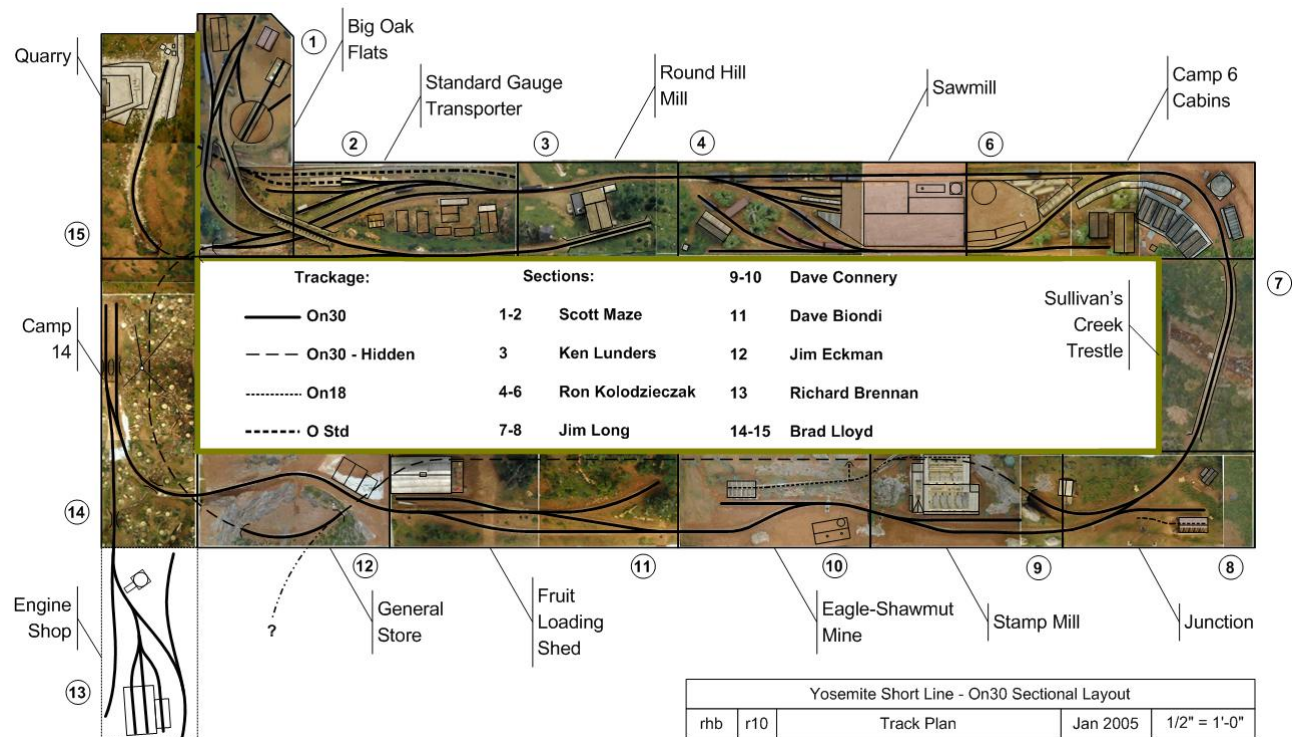 Quarry
1
Big Oak
Flats
Standard Gauge
Transporter
Round Hill
Mill
Sawmill
Camp 6
Cabins
2
3
4
6
15
7
Trackage:
Sections:
On30
On30 - Hidden
On18
O Std
1-2 Scott Maze
3 Ken Lunders
4-6 Ron Kolodzieczak
7-8 Jim Long
9-10 Dave Connery
11 Dave Biondi
12 Jim Eckman
13 Richard Brennan
14-15 Brad Lloyd
Sullivan's
Creek
Trestle
Camp
14
14
12
11
10
9
8
?
General
Store
Fruit
Loading
Shed
Eagle-Shawmut
Mine
Stamp Mill
Junction
Engine
Shop
13
Yosemite Short Line - On30 Sectional Layout
rhb r10 Track Plan Jan 2005 1/2" = 1'-0"